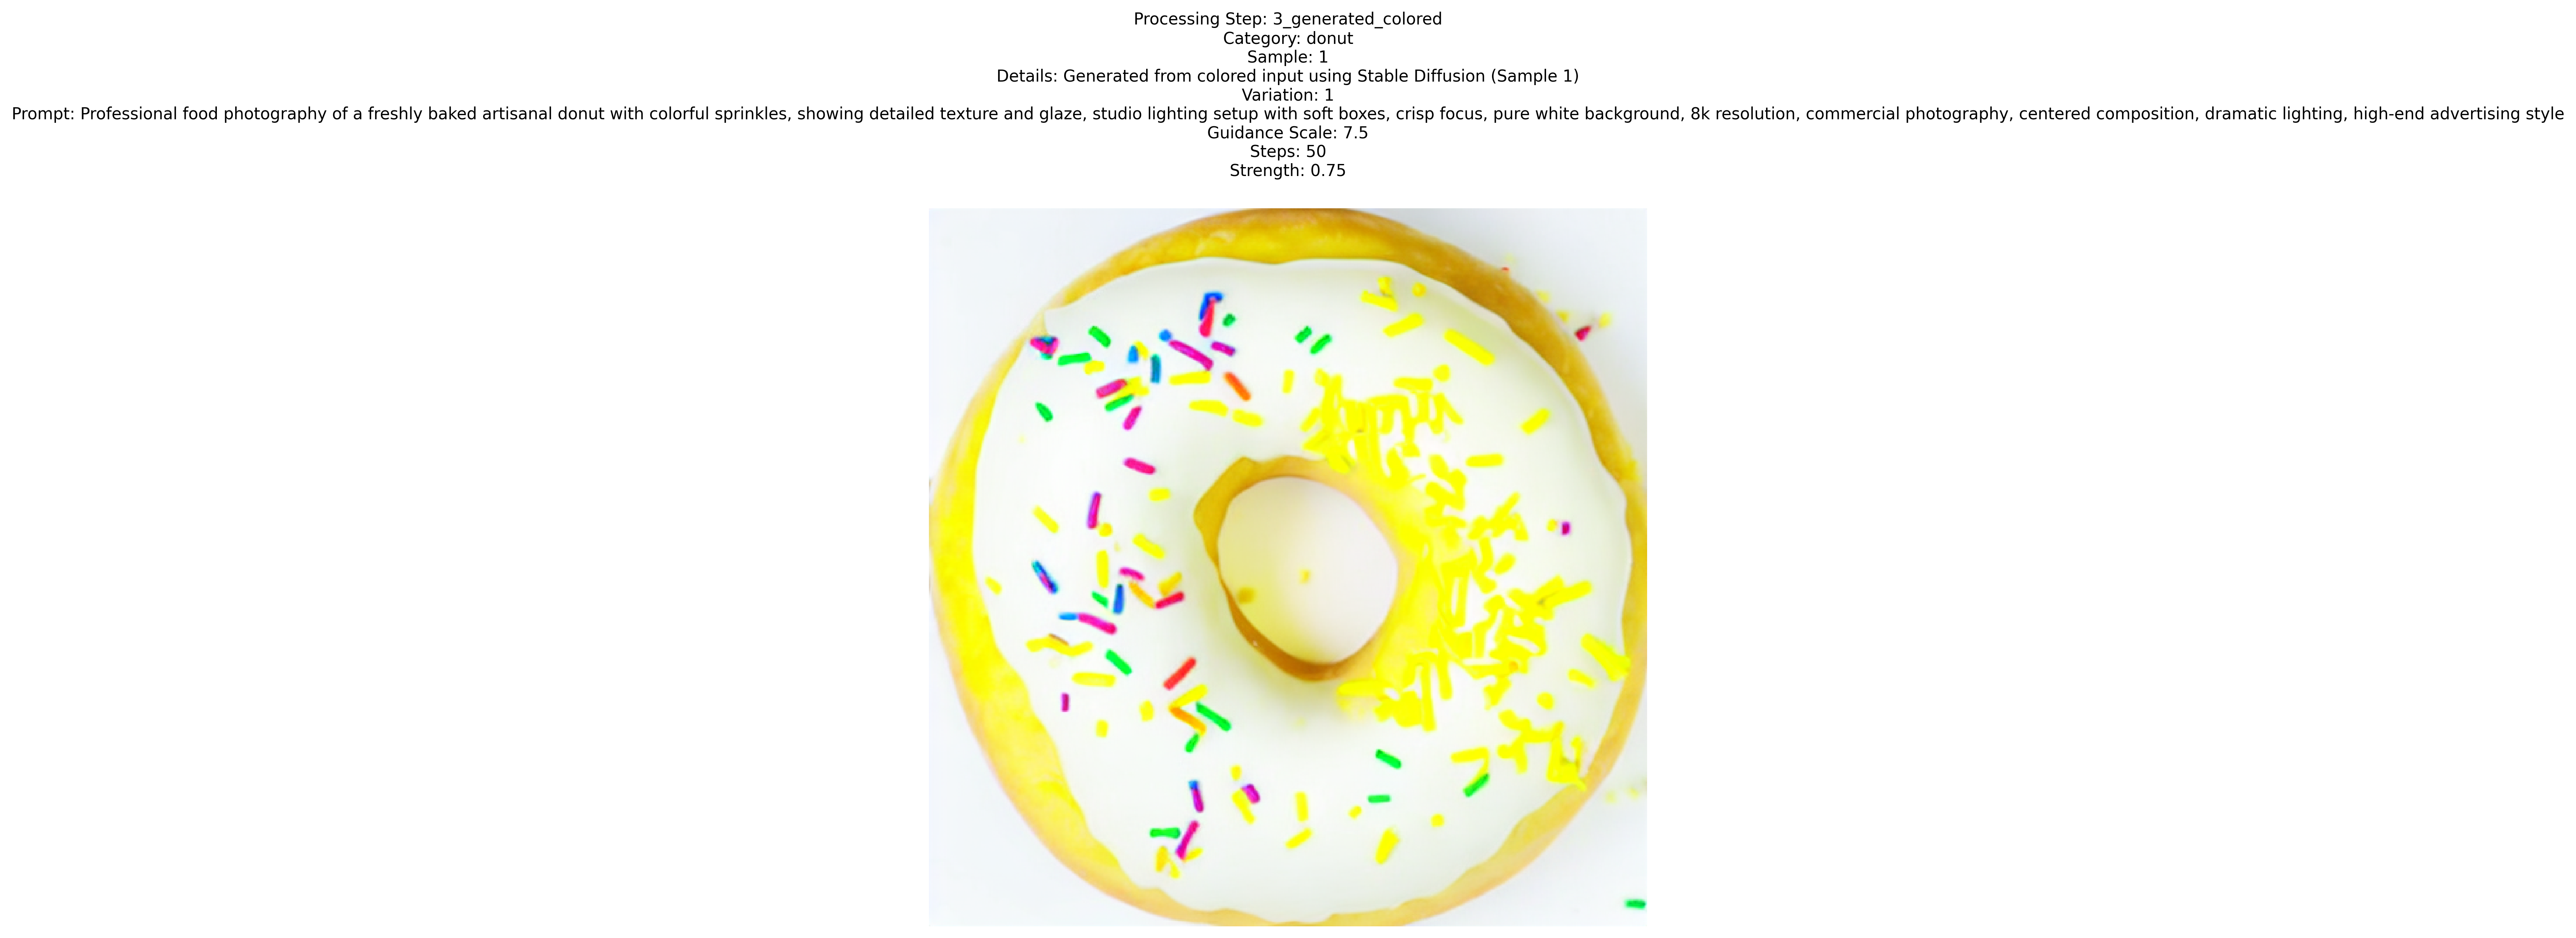 Processing Step: 3_generated_colored
Category: donut
Sample: 1
Details: Generated from colored input using Stable Diffusion (Sample 1)
Variation: 1
Prompt: Professional food photography of a freshly baked artisanal donut with colorful sprinkles, showing detailed texture and glaze, studio lighting setup with soft boxes, crisp focus, pure white background, 8k resolution, commercial photography, centered composition, dramatic lighting, high-end advertising style
Guidance Scale: 7.5
Steps: 50
Strength: 0.75